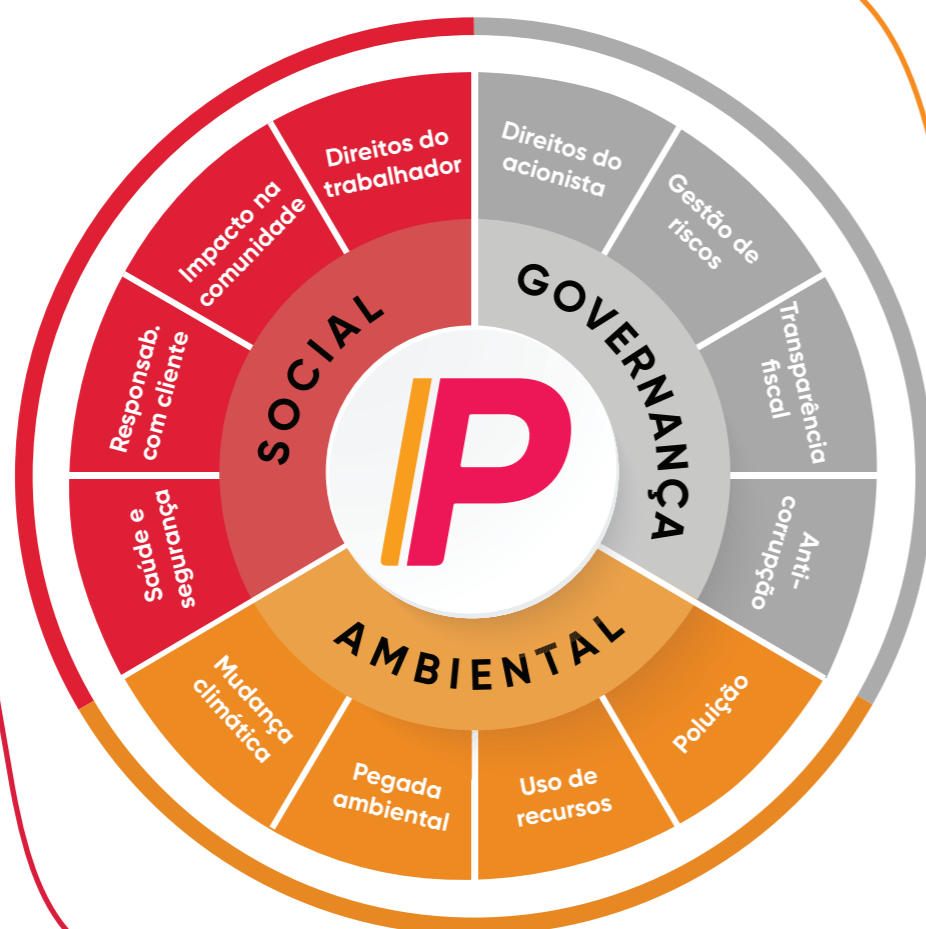 Direitos do
trabalhador
Direitos do
acionista
Impacto na
comunidade
Gestão de
riscos
Responsab.
com cliente
Transparência
fiscal
Saúde e
segurança
Anti-
corrupção
SOCIAL
GOVERNANÇA
P
AMBIENTAL
Mudança
climática
Pegada
ambiental
Uso de
recursos
Poluição